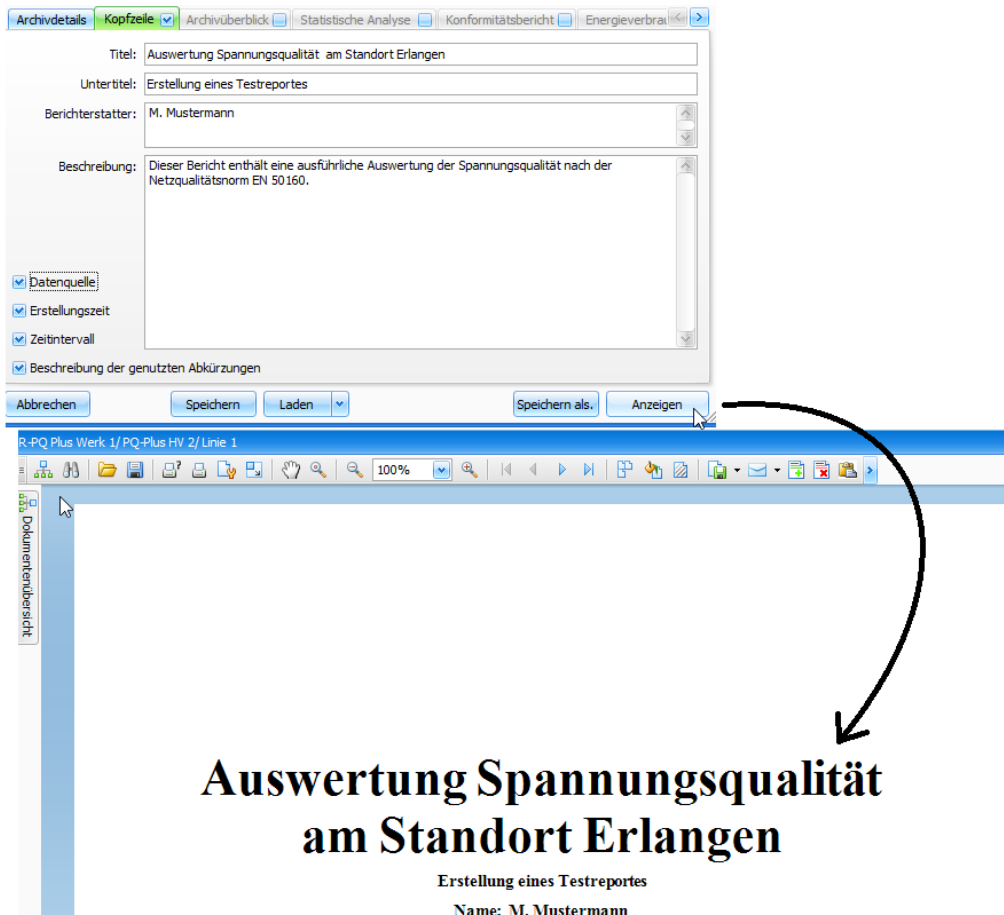 Archivdetails Kopfzeile Archivüberblick Statistische Analyse Konformitätsbericht Energieverbrau
Titel: Auswertung Spannungsqualität am Standort Erlangen
Untertitel: Erstellung eines Testreportes
Berichterstatter: M. Mustermann
Beschreibung: Dieser Bericht enthält eine ausführliche Auswertung der Spannungsqualität nach der
Netzqualitätsnorm EN 50160.
Datenquelle
Erstellungszeit
Zeitintervall
Beschreibung der genutzten Abkürzungen
Abbrechen Speichern Laden Speichern als. Anzeigen
R-PQ Plus Werk 1/ PQ-Plus HV 2/ Linie 1
100%
Dokumentenübersicht
Auswertung Spannungsqualität
am Standort Erlangen
Erstellung eines Testreportes
Name: M. Mustermann